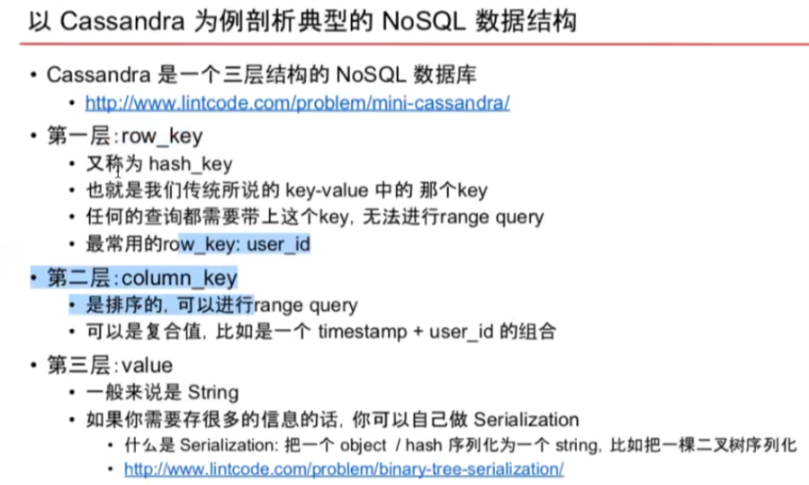 以 Cassandra 为例剖析典型的 NoSQL 数据结构
• Cassandra 是一个三层结构的 NoSQL 数据库
• http://www.lintcode.com/problem/mini-cassandra/
• 第一层:row_key
• 又称为 hash_key
• 也就是我们传统所说的 key-value 中的 那个key
• 任何的查询都需要带上这个key, 无法进行range query
• 最常用的row_key: user_id
• 第二层:column_key
• 是排序的, 可以进行range query
• 可以是复合值, 比如是一个 timestamp + user_id 的组合
• 第三层:value
• 一般来说是 String
• 如果你需要存很多的信息的话, 你可以自己做 Serialization
• 什么是 Serialization: 把一个 object / hash 序列化为一个 string, 比如把一棵二叉树序列化
• http://www.lintcode.com/problem/binary-tree-serialization/